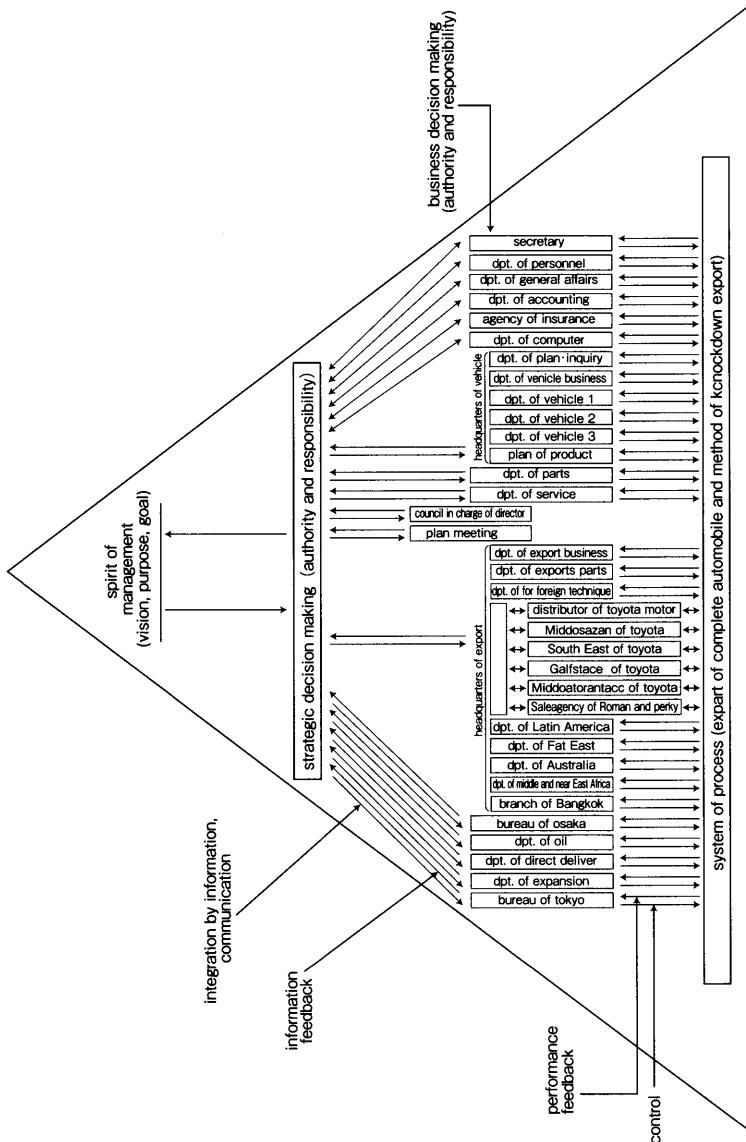 spirit of
management
(vision, purpose, goal)
strategic decision making (authority and responsibility)
business decision making
(authority and responsibility)
integration by information,
communication
information
feedback
secretary
dpt. of personnel
dpt. of general affairs
dpt. of accounting
agency of insurance
dpt. of computer
headquarters of vehicle
dpt. of plan·inquiry
dpt. of venicle business
dpt. of vehicle 1
dpt. of vehicle 2
dpt. of vehicle 3
plan of product
dpt. of parts
dpt. of service
council in charge of director
plan meeting
headquarters of export
dpt. of export business
dpt. of exports parts
dpt. of for foreign technique
distributor of toyota motor
Middosazan of toyota
South East of toyota
Galfstace of toyota
Middoatorantacc of toyota
Saleagency of Roman and perky
dpt. of Latin America
dpt. of Fat East
dpt. of Australia
dpt. of middle and near East Africa
branch of Bangkok
bureau of osaka
dpt. of oil
dpt. of direct deliver
dpt. of expansion
bureau of tokyo
performance
feedback
control
system of process (expart of complete automobile and method of kcnockdown export)